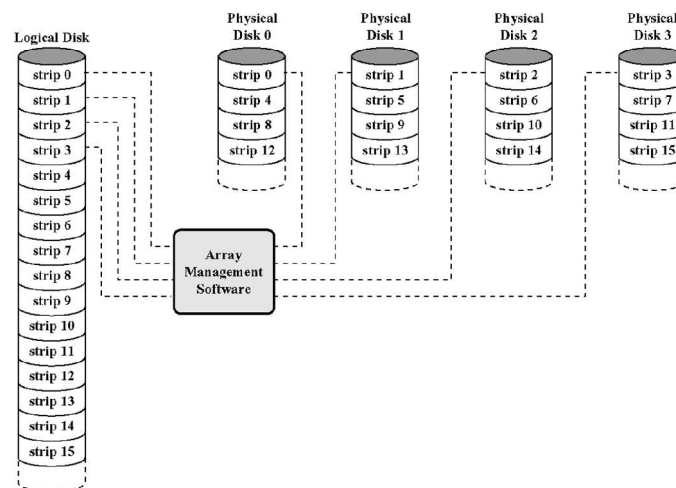 Logical Disk
strip 0
strip 1
strip 2
strip 3
strip 4
strip 5
strip 6
strip 7
strip 8
strip 9
strip 10
strip 11
strip 12
strip 13
strip 14
strip 15
Physical
Disk 0
strip 0
strip 4
strip 8
strip 12
Physical
Disk 1
strip 1
strip 5
strip 9
strip 13
Physical
Disk 2
strip 2
strip 6
strip 10
strip 14
Physical
Disk 3
strip 3
strip 7
strip 11
strip 15
Array
Management
Software